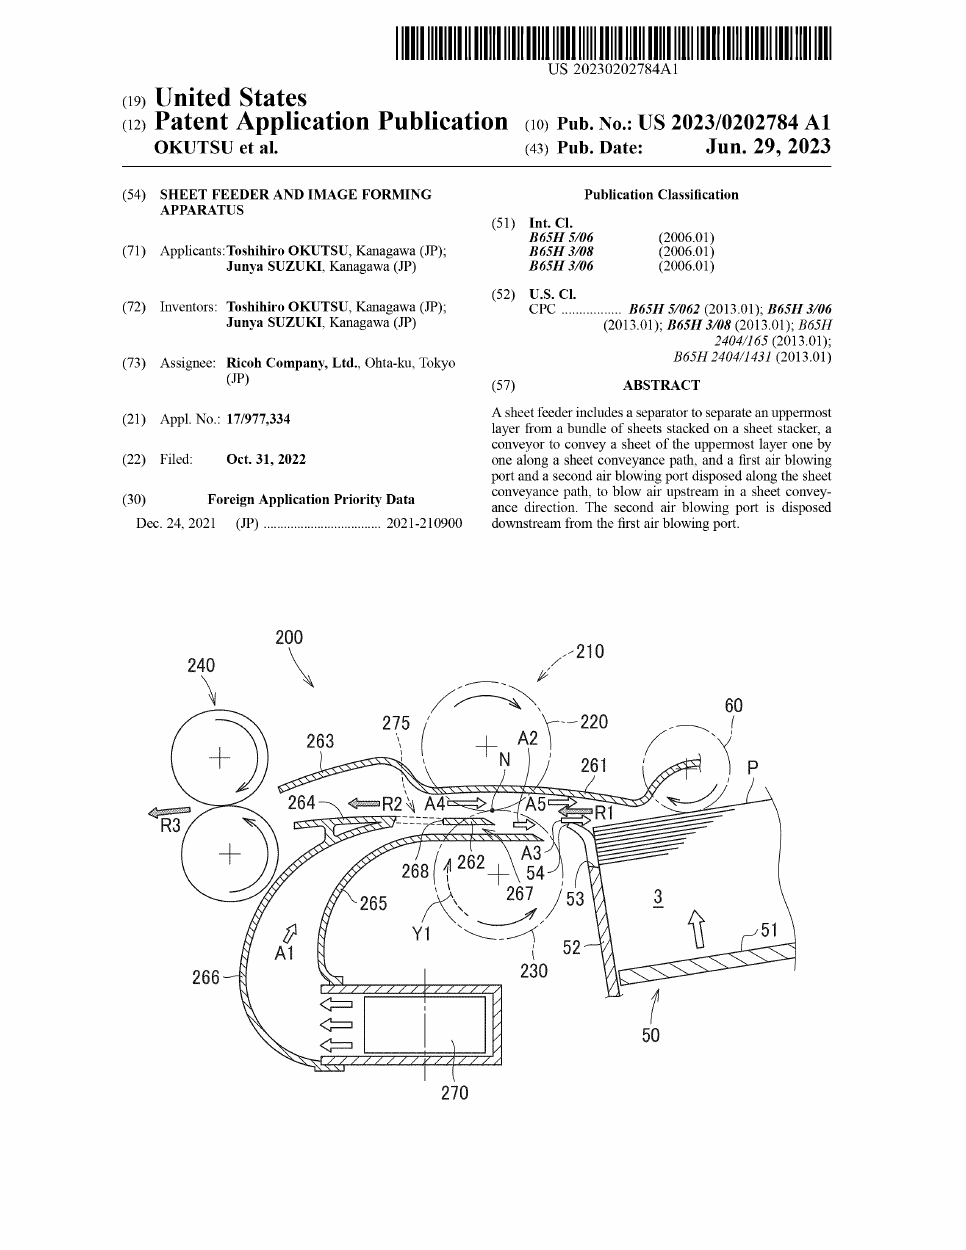 US 20230202784A1
(19) United States
(12) Patent Application Publication (10) Pub. No.: US 2023/0202784 A1
OKUTSU et al. (43) Pub. Date: Jun. 29, 2023
(54) SHEET FEEDER AND IMAGE FORMING
APPARATUS
(71) Applicants: Toshihiro OKUTSU, Kanagawa (JP);
Junya SUZUKI, Kanagawa (JP)
(72) Inventors: Toshihiro OKUTSU, Kanagawa (JP);
Junya SUZUKI, Kanagawa (JP)
(73) Assignee: Ricoh Company, Ltd., Ohta-ku, Tokyo
(JP)
(21) Appl. No.: 17/977,334
(22) Filed: Oct. 31, 2022
(30) Foreign Application Priority Data
Dec. 24, 2021 (JP) ................................... 2021-210900
Publication Classification
(51) Int. Cl.
B65H 5/06 (2006.01)
B65H 3/08 (2006.01)
B65H 3/06 (2006.01)
(52) U.S. Cl.
CPC .................. B65H 5/062 (2013.01); B65H 3/06
(2013.01); B65H 3/08 (2013.01); B65H
2404/165 (2013.01);
B65H 2404/1431 (2013.01)
(57) ABSTRACT
A sheet feeder includes a separator to separate an uppermost
layer from a bundle of sheets stacked on a sheet stacker, a
conveyor to convey a sheet of the uppermost layer one by
one along a sheet conveyance path, and a first air blowing
port and a second air blowing port disposed along the sheet
conveyance path, to blow air upstream in a sheet convey-
ance direction. The second air blowing port is disposed
downstream from the first air blowing port.
200
210
240
60
275
220
263
A2
N
261
P
264
R2
A4
A5
R1
R3
268
262
A3
54
267
53
3
265
Y1
51
A1
52
266
230
50
270